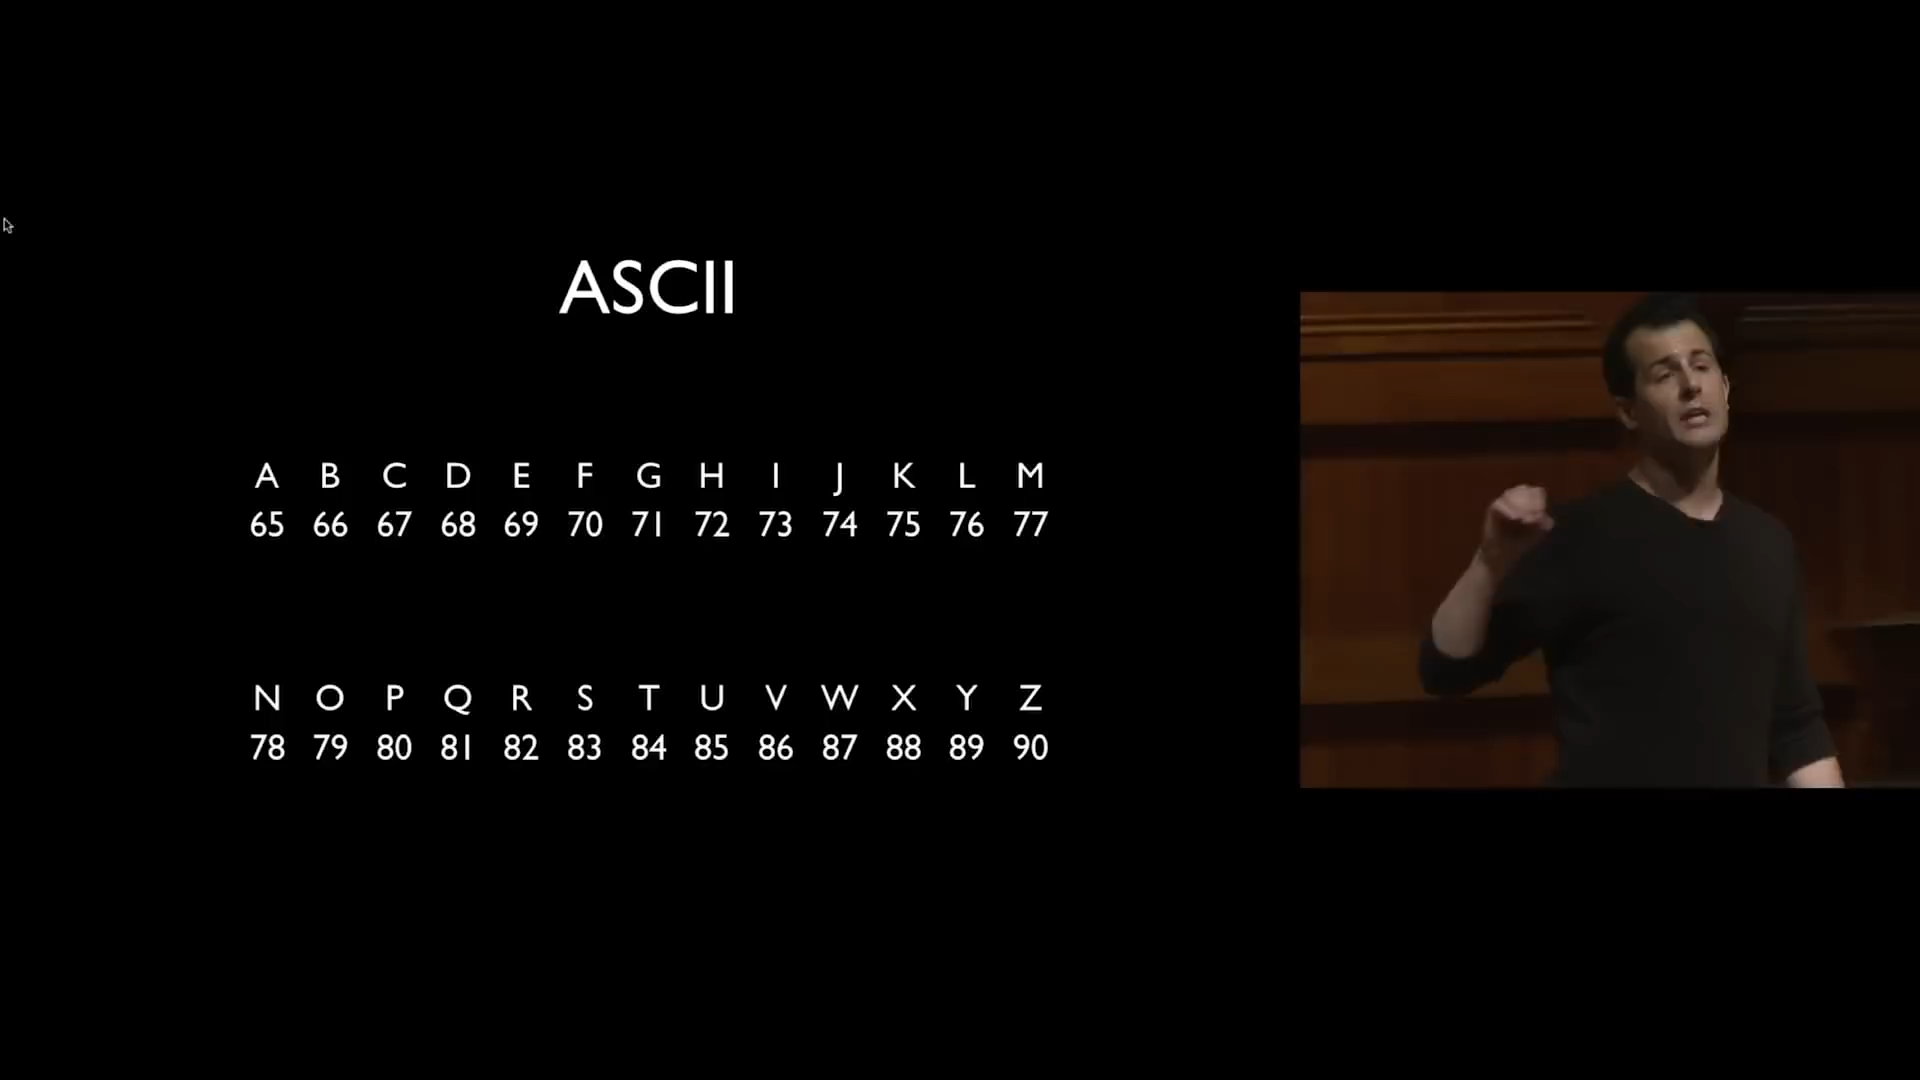 ASCII
A B C D E F G H I J K L M
65 66 67 68 69 70 71 72 73 74 75 76 77
N O P Q R S T U V W X Y Z
78 79 80 81 82 83 84 85 86 87 88 89 90